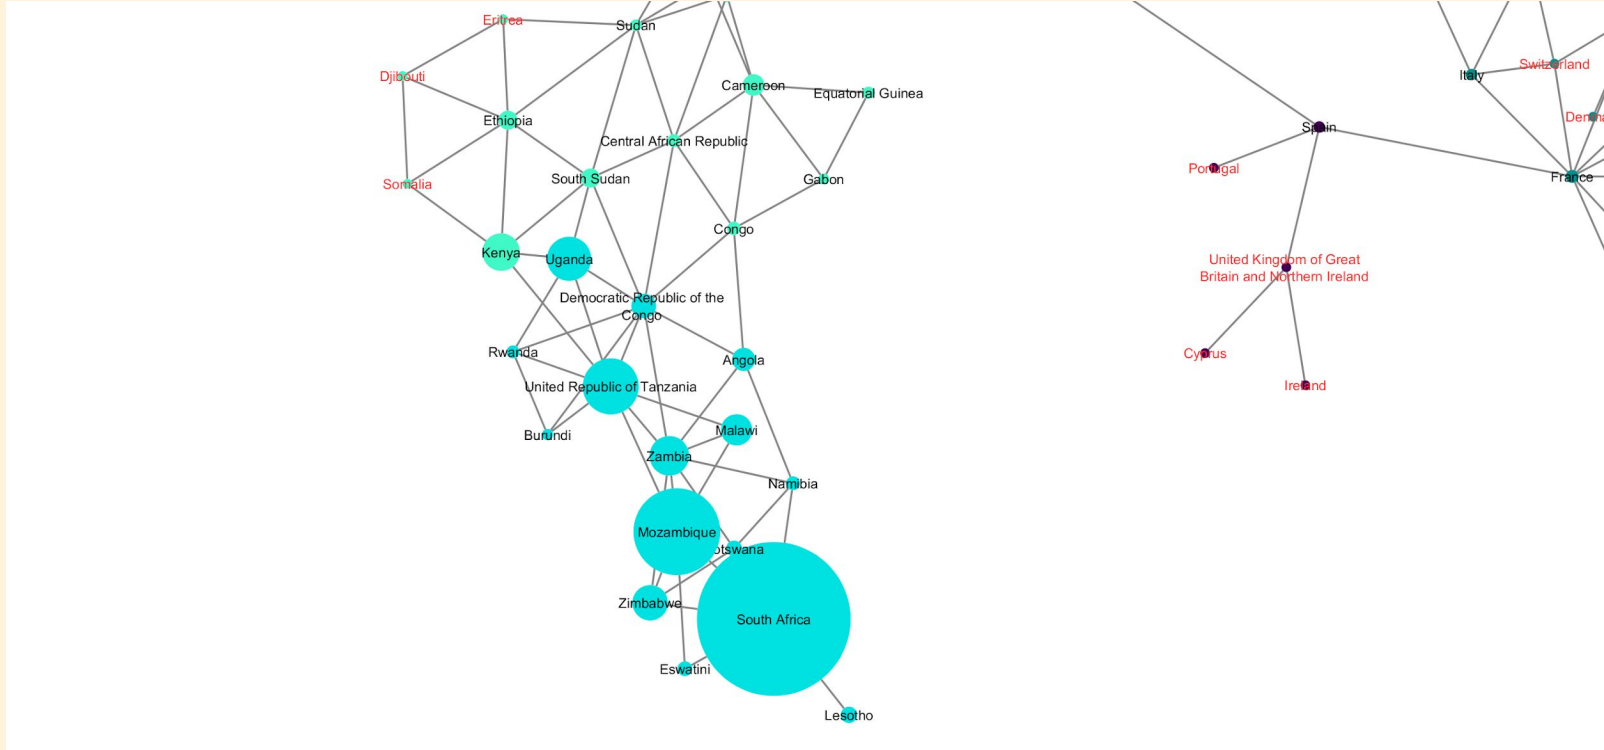 Eritrea
Sudan
Djibouti
Cameroon
Equatorial Guinea
Italy
Switzerland
Ethiopia
Central African Republic
Spain
Portugal
France
Somalia
South Sudan
Gabon
Congo
Kenya
Uganda
United Kingdom of Great
Britain and Northern Ireland
Democratic Republic of the
Congo
Rwanda
Angola
Cyprus
United Republic of Tanzania
Ireland
Burundi
Malawi
Zambia
Namibia
Mozambique
otswana
Zimbabwe
South Africa
Eswatini
Lesotho